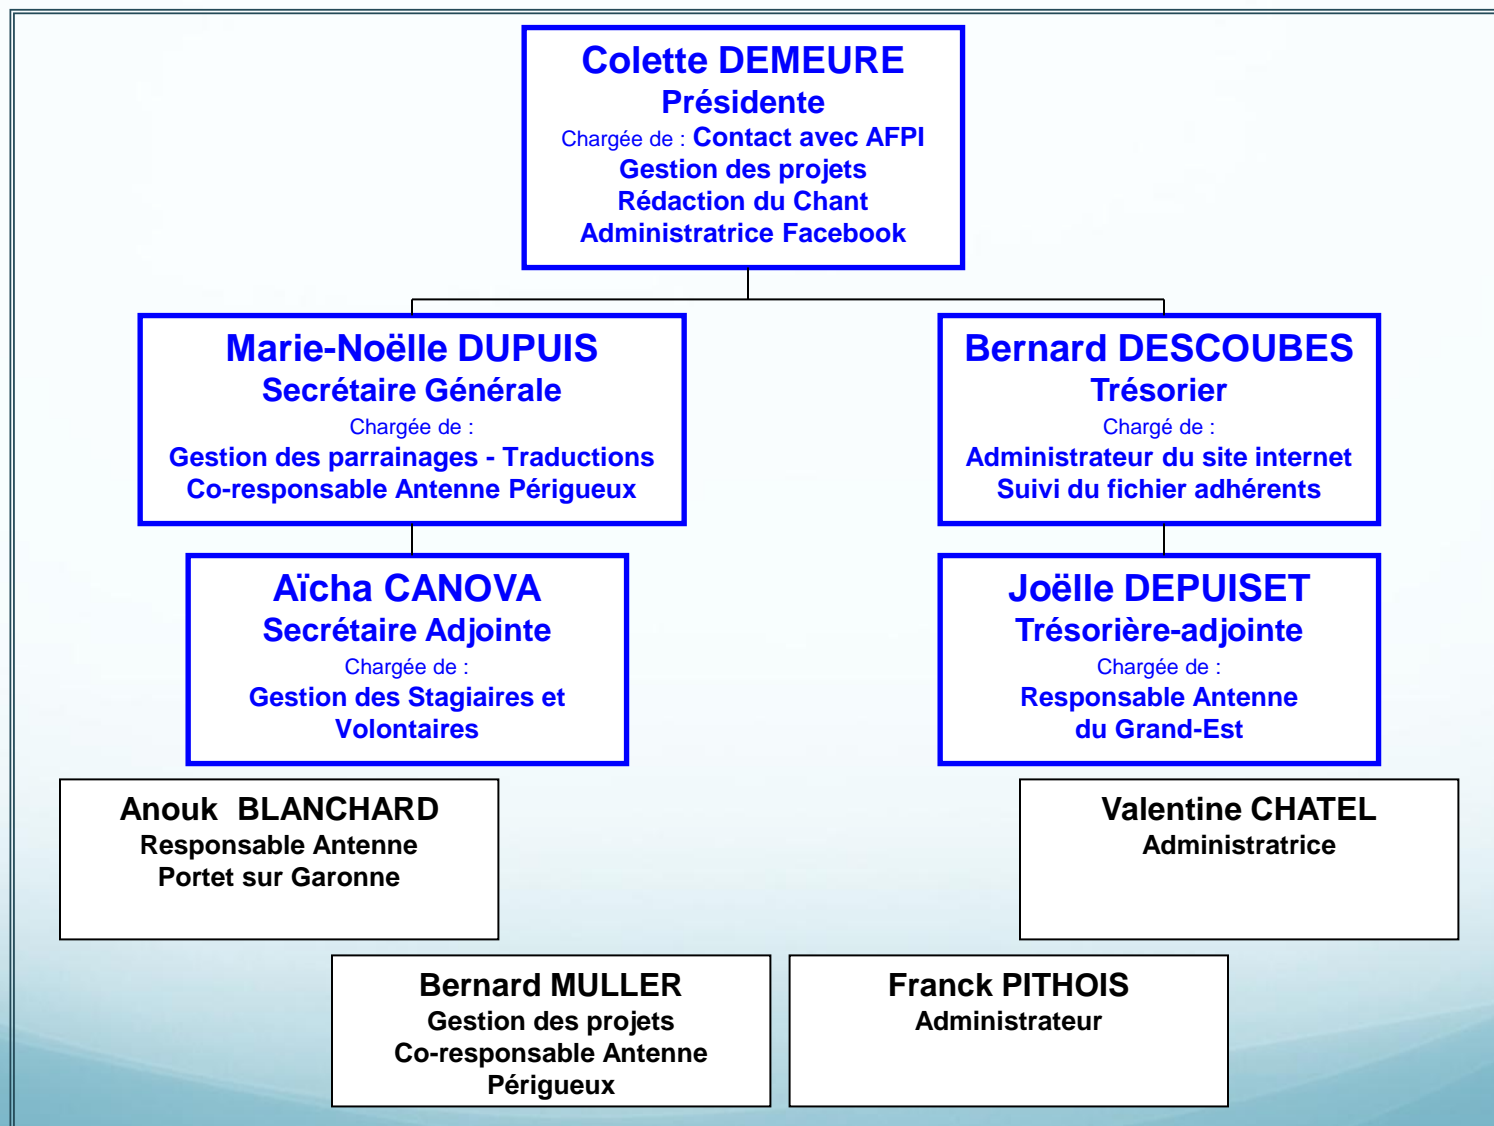 Colette DEMEURE
Présidente
Chargée de : Contact avec AFPI
Gestion des projets
Rédaction du Chant
Administratrice Facebook
Marie-Noëlle DUPUIS
Secrétaire Générale
Chargée de :
Gestion des parrainages - Traductions
Co-responsable Antenne Périgueux
Bernard DESCOUBES
Trésorier
Chargé de :
Administrateur du site internet
Suivi du fichier adhérents
Aïcha CANOVA
Secrétaire Adjointe
Chargée de :
Gestion des Stagiaires et
Volontaires
Joëlle DEPUISET
Trésorière-adjointe
Chargée de :
Responsable Antenne
du Grand-Est
Anouk  BLANCHARD
Responsable Antenne
Portet sur Garonne
Valentine CHATEL
Administratrice
Bernard MULLER
Gestion des projets
Co-responsable Antenne
Périgueux
Franck PITHOIS
Administrateur